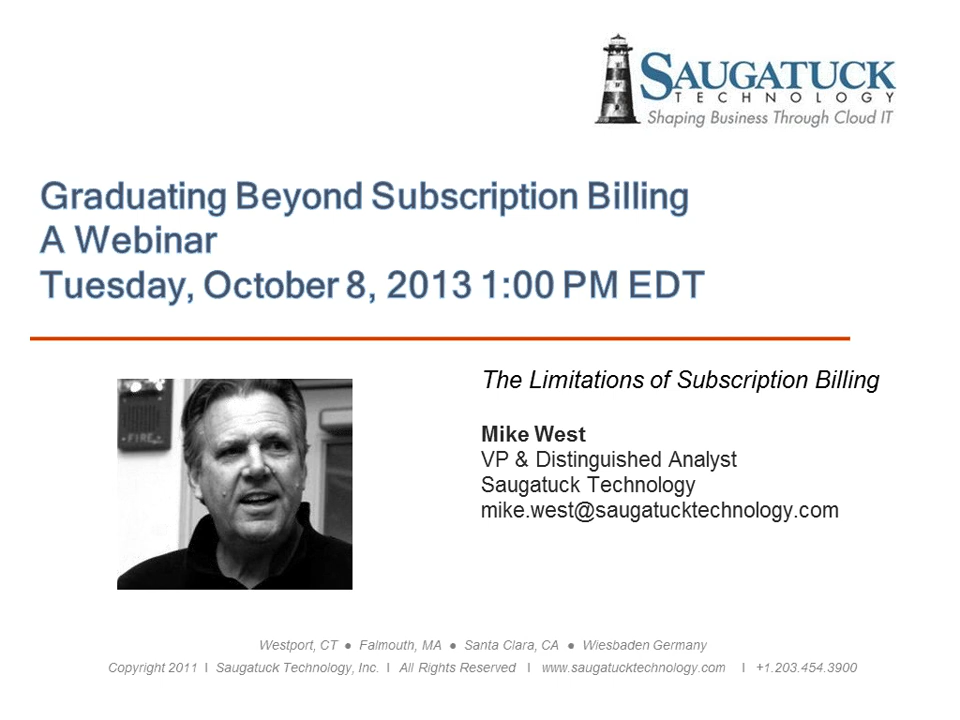 SAUGATUCK
TECHNOLOGY
Shaping Business Through Cloud IT
Graduating Beyond Subscription Billing
A Webinar
Tuesday, October 8, 2013 1:00 PM EDT
The Limitations of Subscription Billing
FIRE
Mike West
VP & Distinguished Analyst
Saugatuck Technology
mike.west@saugatucktechnology.com
Westport, CT ● Falmouth, MA ● Santa Clara, CA ● Wiesbaden Germany
Copyright 2011 l Saugatuck Technology, Inc. l All Rights Reserved l www.saugatucktechnology.com l +1.203.454.3900